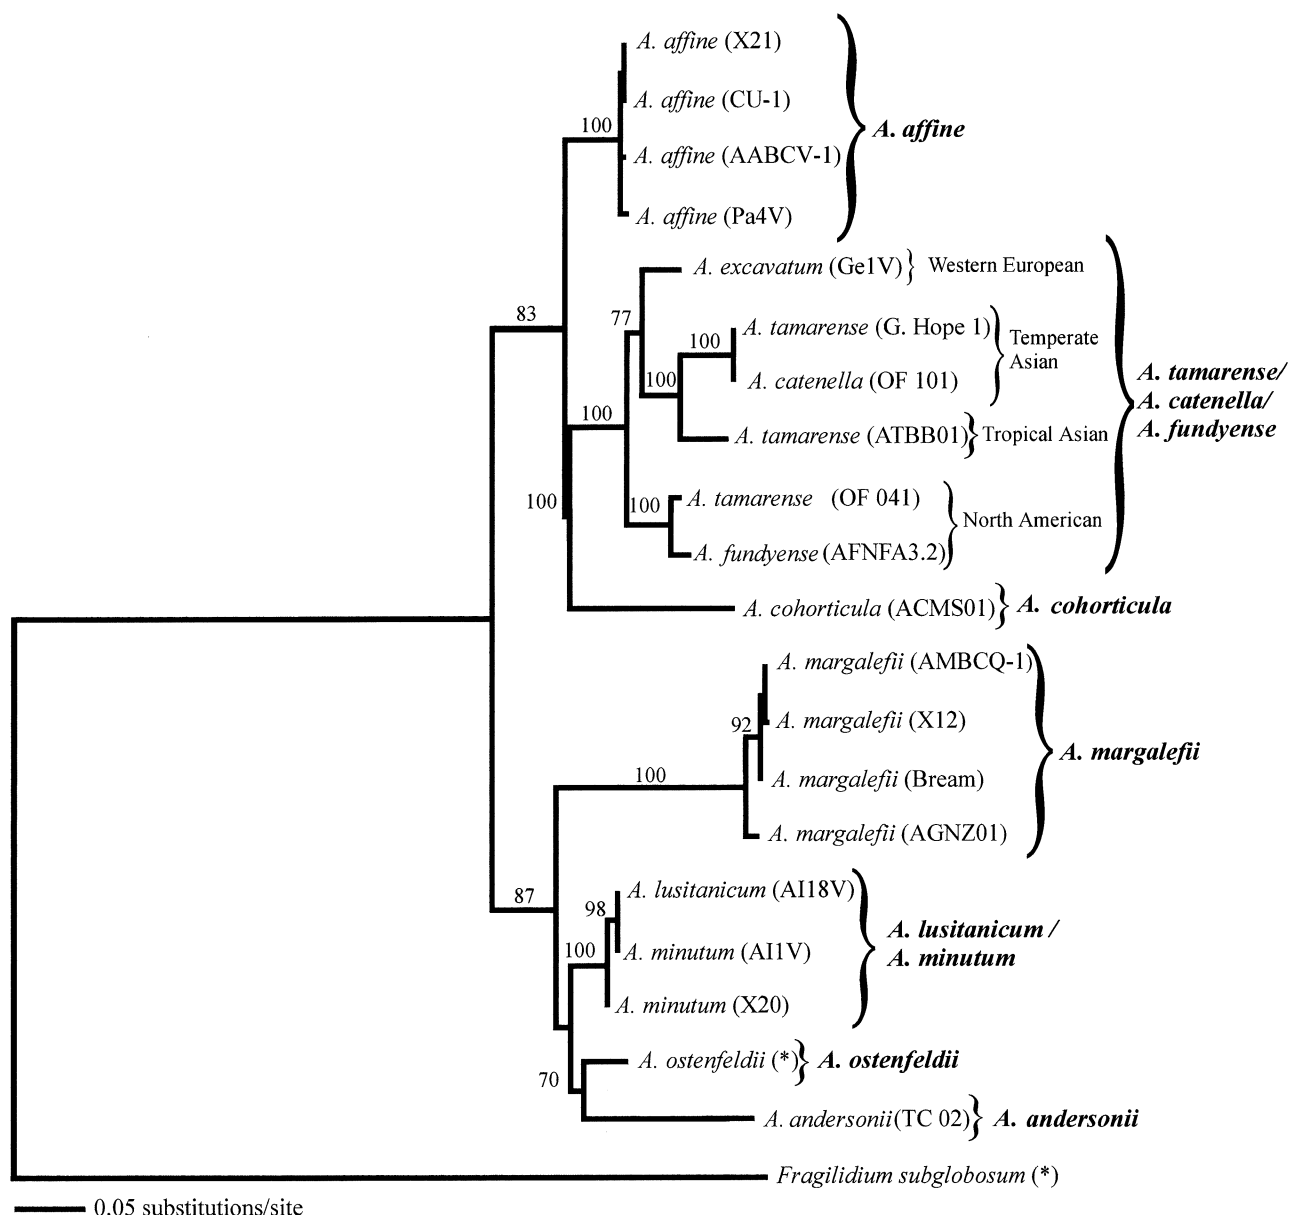 A. affine (X21)
A. affine (CU-1)
100
A. affine
A. affine (AABCV-1)
A. affine (Pa4V)
A. excavatum (Ge1V)
Western European
83
77
A. tamarense (G. Hope 1)
Temperate
Asian
100
A. catenella (OF 101)
100
A. tamarense/
A. catenella/
A. fundyense
100
A. tamarense (ATBB01)
Tropical Asian
100
A. tamarense (OF 041)
100
North American
A. fundyense (AFNFA3.2)
A. cohorticula (ACMS01)
A. cohorticula
A. margalefii (AMBCQ-1)
92
A. margalefii (X12)
A. margalefii
100
A. margalefii (Bream)
A. margalefii (AGNZ01)
87
A. lusitanicum (AI18V)
98
A. lusitanicum /
A. minutum
100
A. minutum (AI1V)
A. minutum (X20)
A. ostenfeldii (*)
A. ostenfeldii
70
A. andersonii (TC 02)
A. andersonii
Fragilidium subglobosum (*)
0.05 substitutions/site